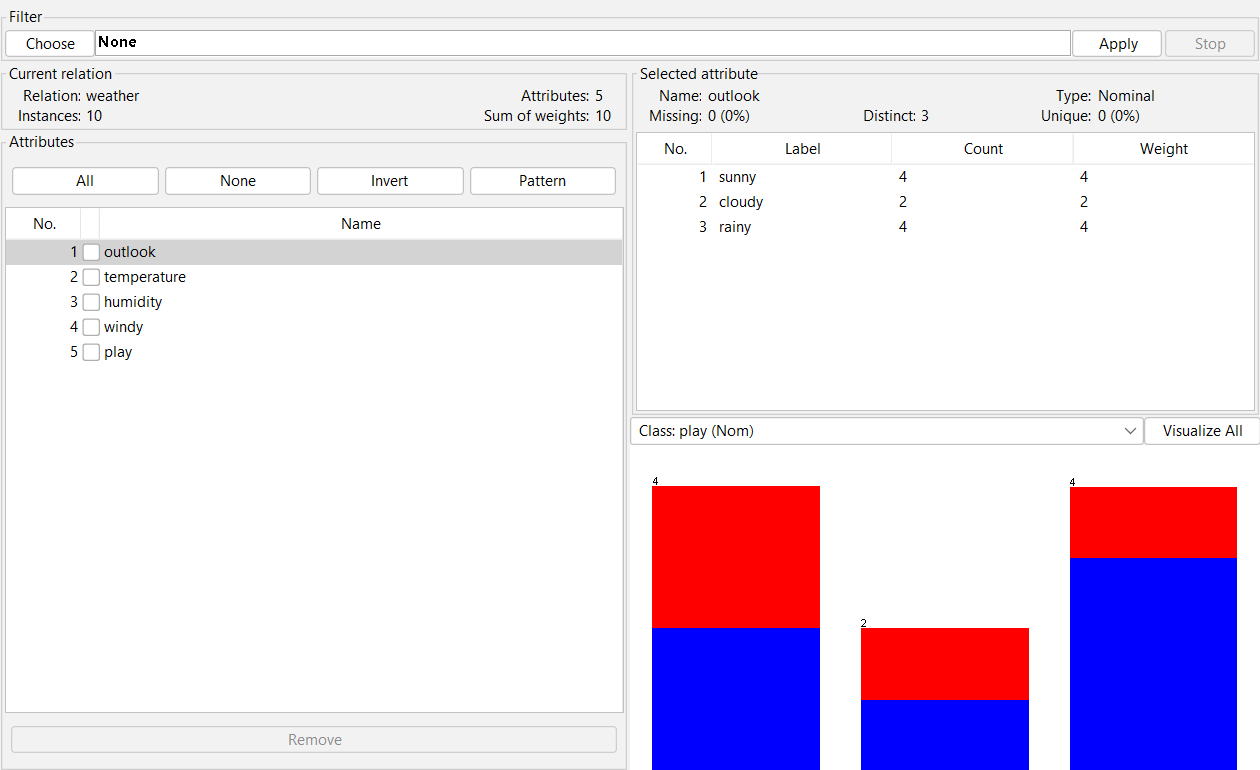 Filter
Choose None Apply Stop
Current relation
Relation: weather Attributes: 5
Instances: 10 Sum of weights: 10
Attributes
All None Invert Pattern
No. Name
1 outlook
2 temperature
3 humidity
4 windy
5 play
Remove
Selected attribute
Name: outlook Type: Nominal
Missing: 0 (0%) Distinct: 3 Unique: 0 (0%)
No. Label Count Weight
1 sunny 4 4
2 cloudy 2 2
3 rainy 4 4
Class: play (Nom) Visualize All
4 2 4